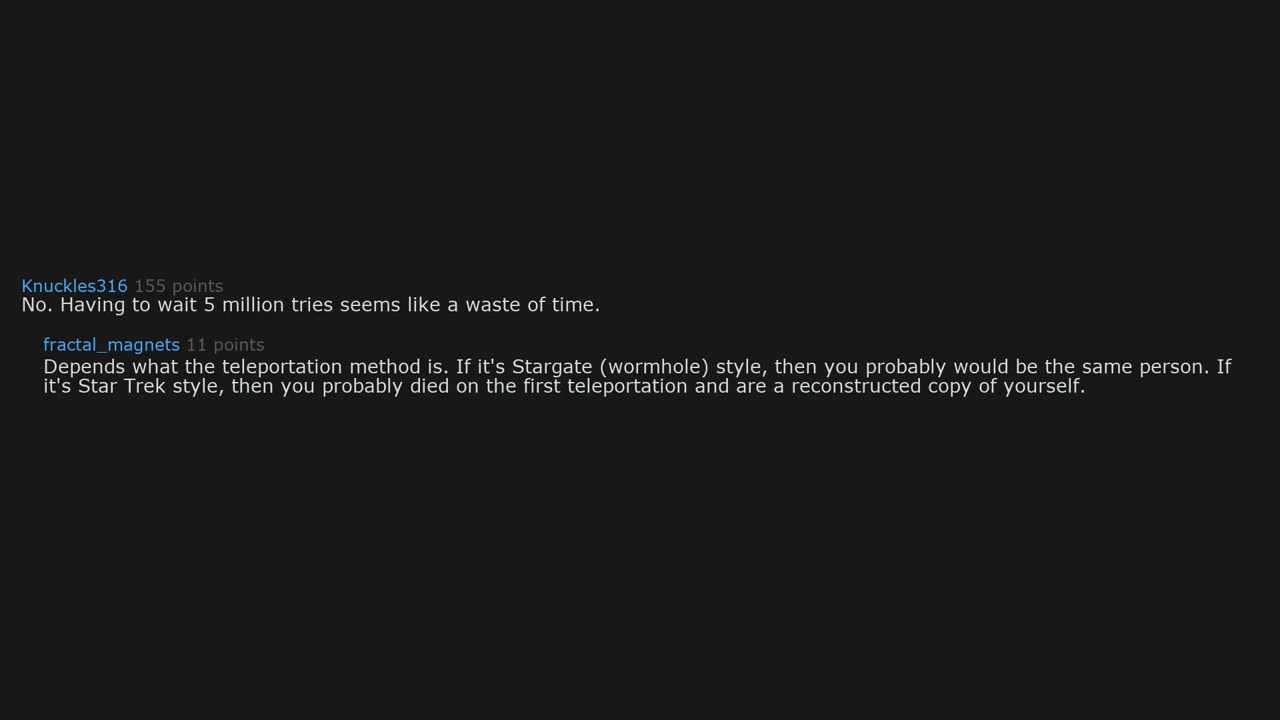 Knuckles316 155 points
No. Having to wait 5 million tries seems like a waste of time.
fractal_magnets 11 points
Depends what the teleportation method is. If it's Stargate (wormhole) style, then you probably would be the same person. If
it's Star Trek style, then you probably died on the first teleportation and are a reconstructed copy of yourself.